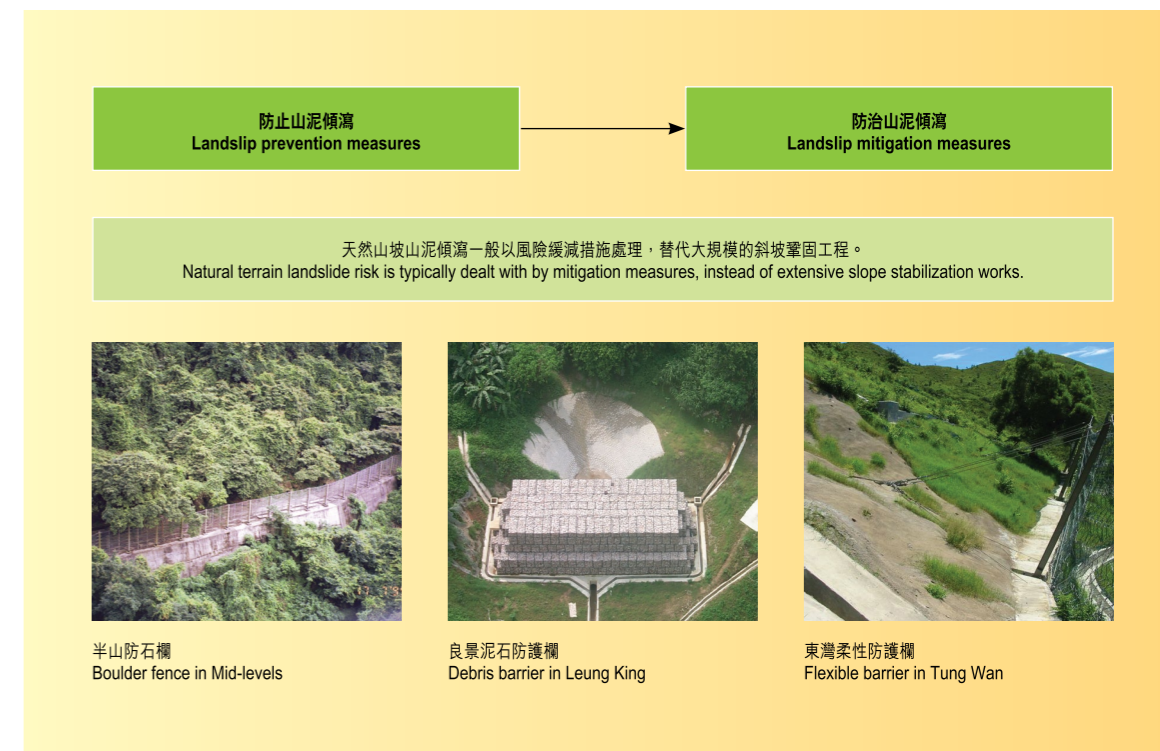 防止山泥傾瀉
Landslip prevention measures
防治山泥傾瀉
Landslip mitigation measures
天然山坡山泥傾瀉一般以風險緩減措施處理，替代大規模的斜坡鞏固工程。
Natural terrain landslide risk is typically dealt with by mitigation measures, instead of extensive slope stabilization works.
半山防石欄
Boulder fence in Mid-levels
良景泥石防護欄
Debris barrier in Leung King
東灣柔性防護欄
Flexible barrier in Tung Wan